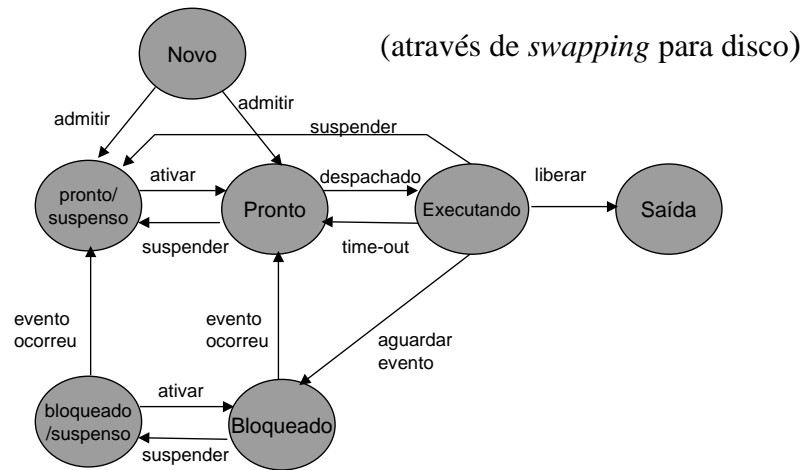 Novo
(através de swapping para disco)
admitir
admitir
suspender
ativar
despachado
liberar
pronto/
suspenso
Pronto
Executando
Saída
suspender
time-out
evento
ocorreu
evento
ocorreu
aguardar
evento
ativar
bloqueado
/suspenso
Bloqueado
suspender